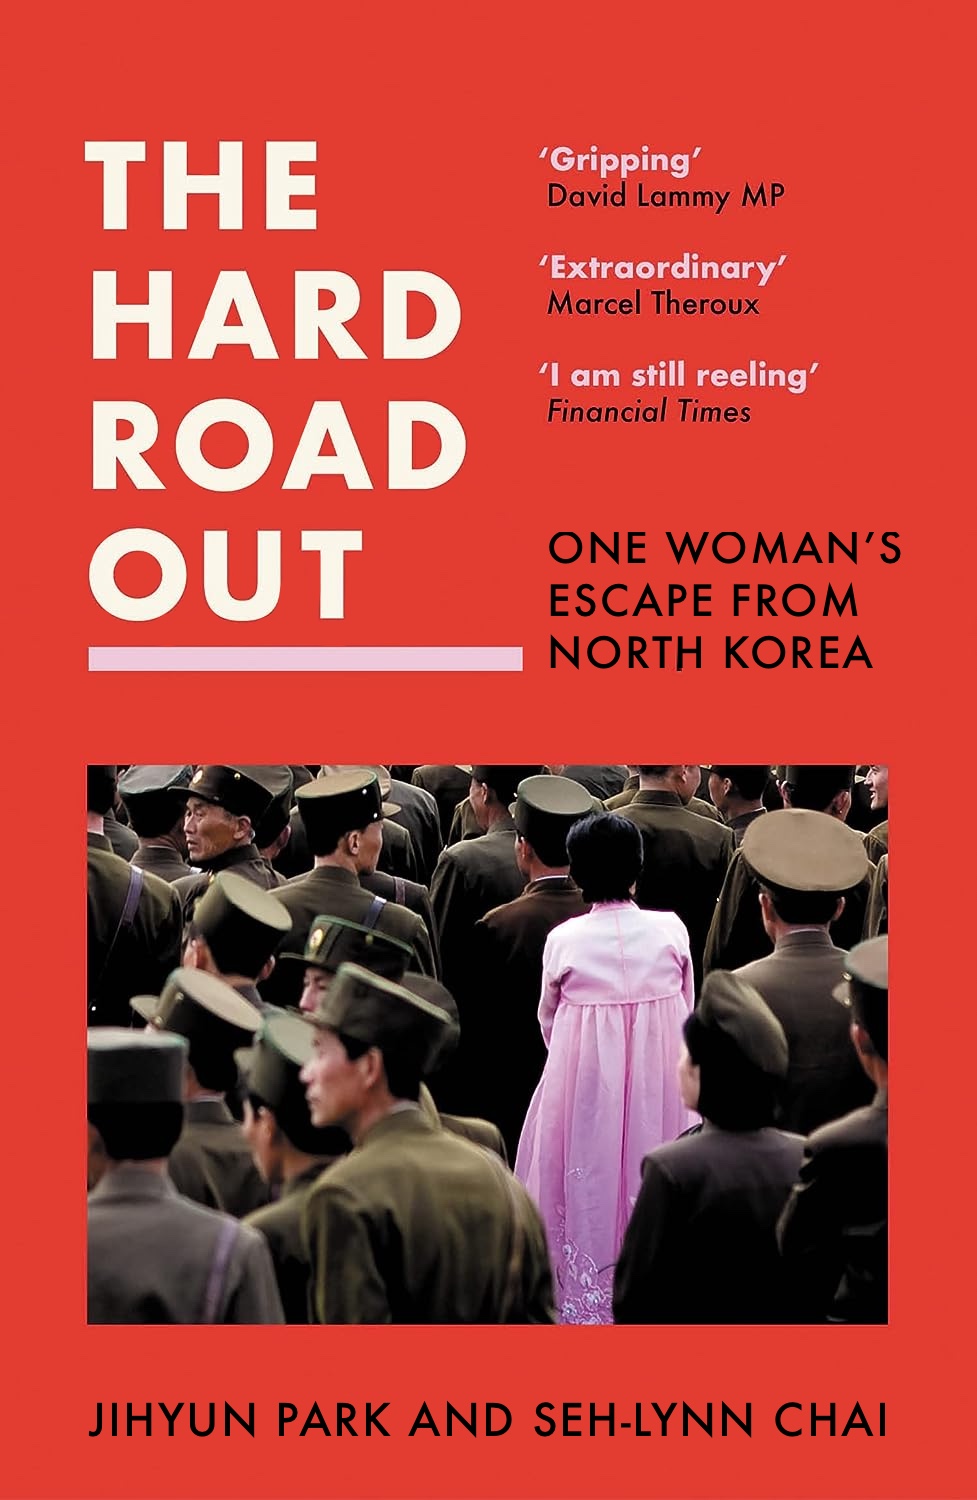 THE
HARD
ROAD
OUT
‘Gripping’
David Lammy MP
‘Extraordinary’
Marcel Theroux
‘I am still reeling’
Financial Times
ONE WOMAN’S
ESCAPE FROM
NORTH KOREA
JIHYUN PARK AND SEH-LYNN CHAI